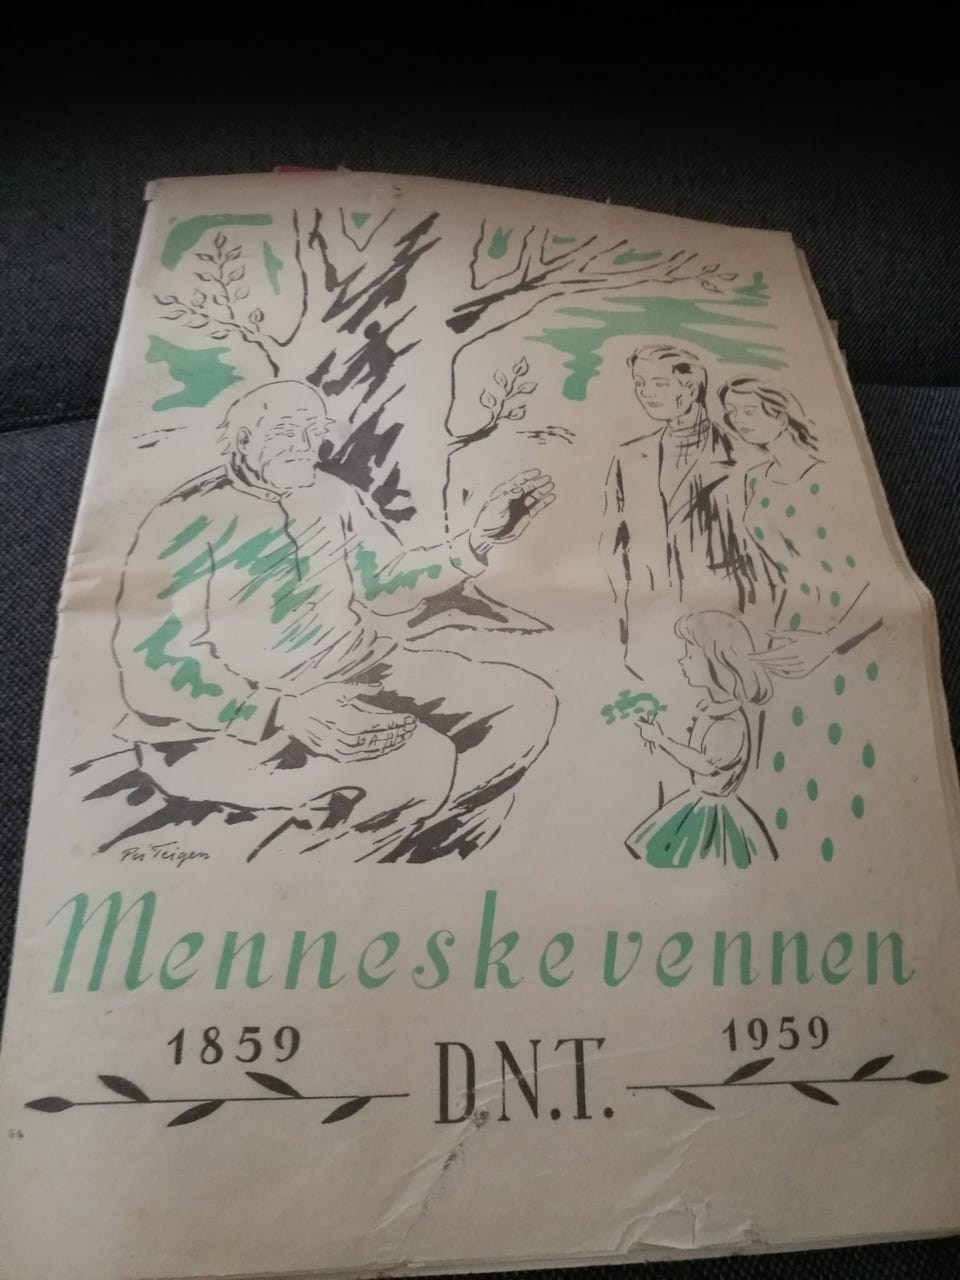 Per Teigen
Menneskevennen
1859 D.N.T. 1959